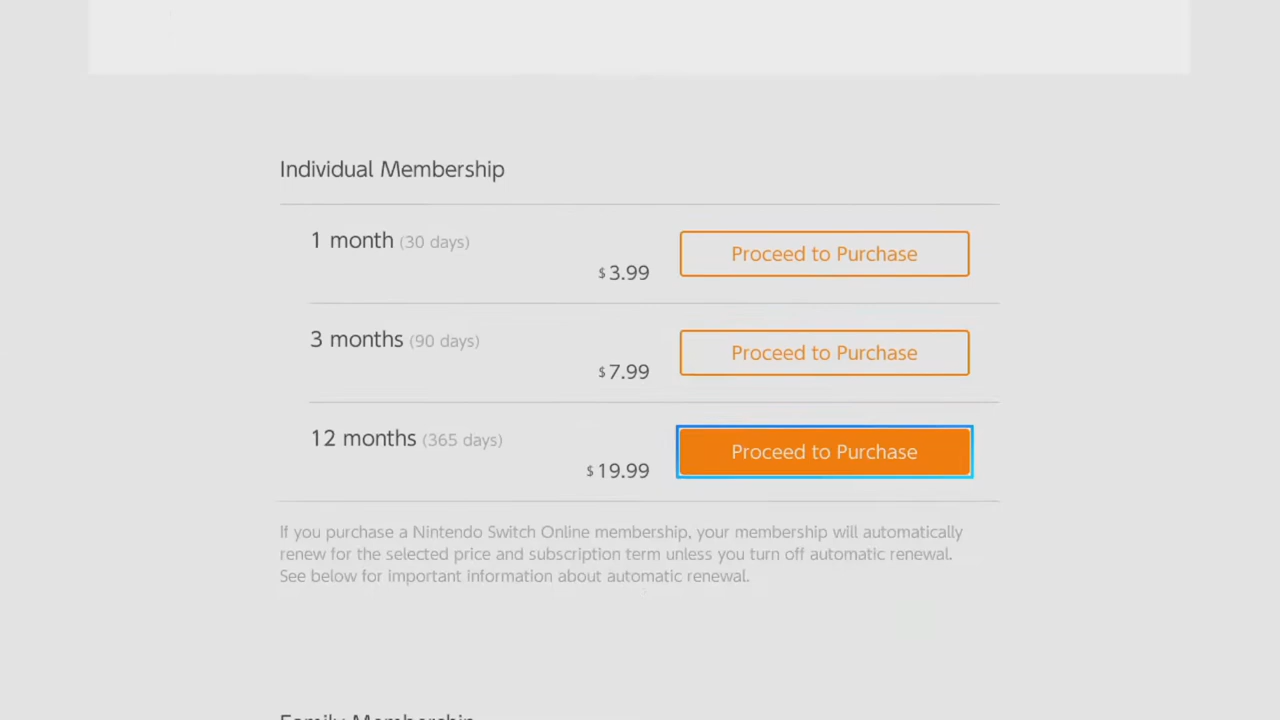 Individual Membership
1 month (30 days)
$3.99
Proceed to Purchase
3 months (90 days)
$7.99
Proceed to Purchase
12 months (365 days)
$19.99
Proceed to Purchase
If you purchase a Nintendo Switch Online membership, your membership will automatically
renew for the selected price and subscription term unless you turn off automatic renewal.
See below for important information about automatic renewal.
Family Membership